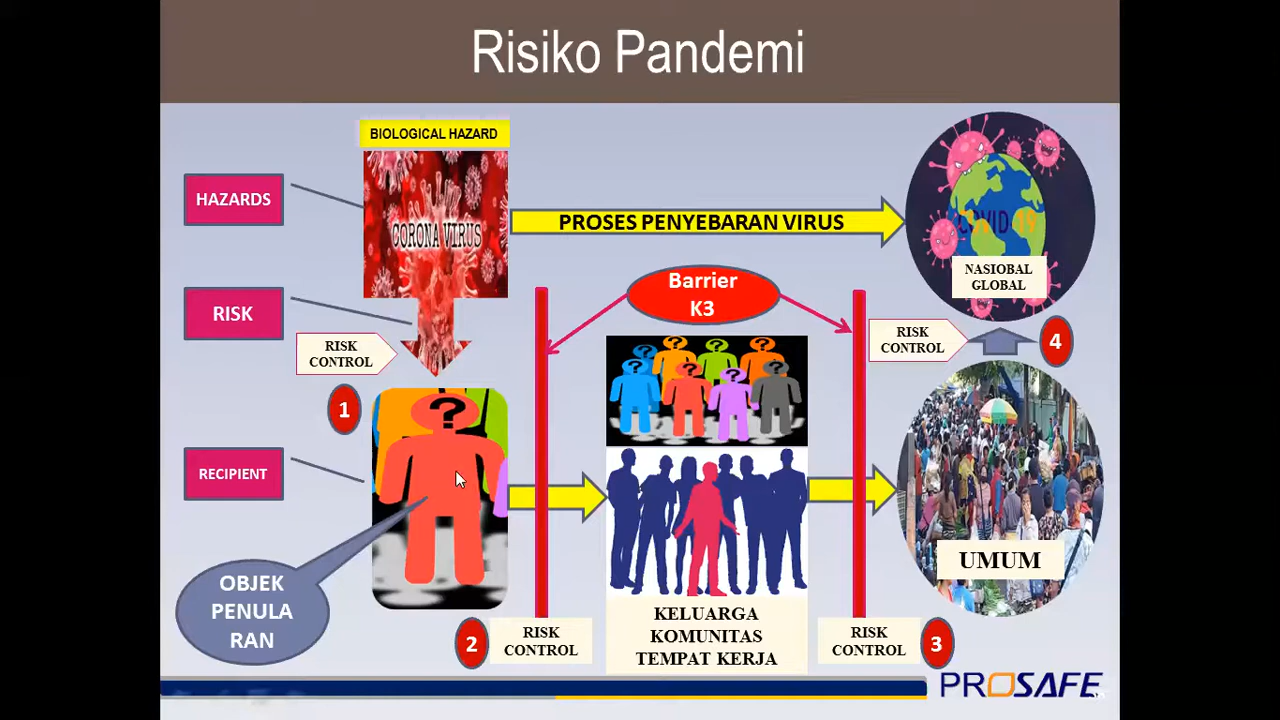 Risiko Pandemi
BIOLOGICAL HAZARD
HAZARDS
CORONA VIRUS
PROSES PENYEBARAN VIRUS
COVID 19
NASIOBAL
GLOBAL
RISK
Barrier
K3
RISK
CONTROL
RISK
CONTROL
4
1
?
RECIPIENT
OBJEK
PENULA
RAN
UMUM
KELUARGA
KOMUNITAS
TEMPAT KERJA
2
RISK
CONTROL
RISK
CONTROL
3
PROSAFE